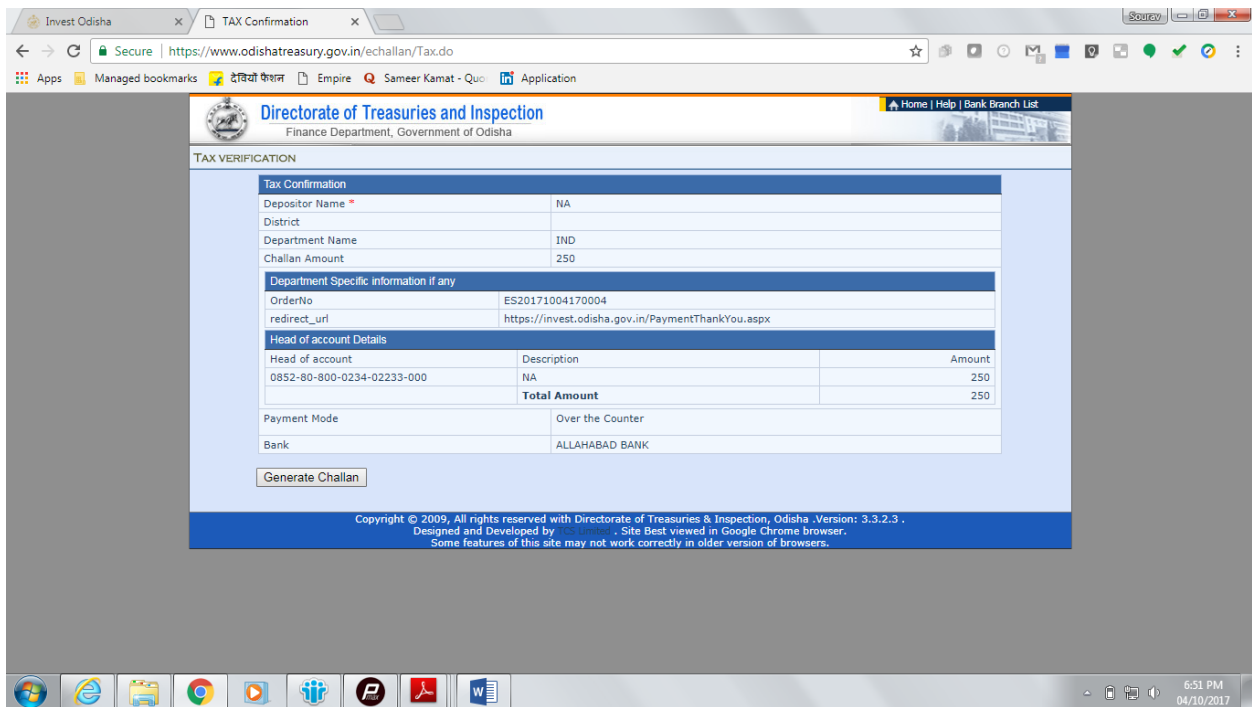 Invest Odisha
TAX Confirmation
Sourav
Secure | https://www.odishatreasury.gov.in/echallan/Tax.do
Apps Managed bookmarks देवियों फैशन Empire Sameer Kamat - Quo Application
Directorate of Treasuries and Inspection
Finance Department, Government of Odisha
Home | Help | Bank Branch List
TAX VERIFICATION
Tax Confirmation
Depositor Name * NA
District
Department Name IND
Challan Amount 250
Department Specific information if any
OrderNo ES20171004170004
redirect_url https://invest.odisha.gov.in/PaymentThankYou.aspx
Head of account Details
Head of account Description Amount
0852-80-800-0234-02233-000 NA 250
Total Amount 250
Payment Mode Over the Counter
Bank ALLAHABAD BANK
Generate Challan
Copyright © 2009, All rights reserved with Directorate of Treasuries & Inspection, Odisha .Version: 3.3.2.3 .
Designed and Developed by TCS Limited . Site Best viewed in Google Chrome browser.
Some features of this site may not work correctly in older version of browsers.
6:51 PM
04/10/2017